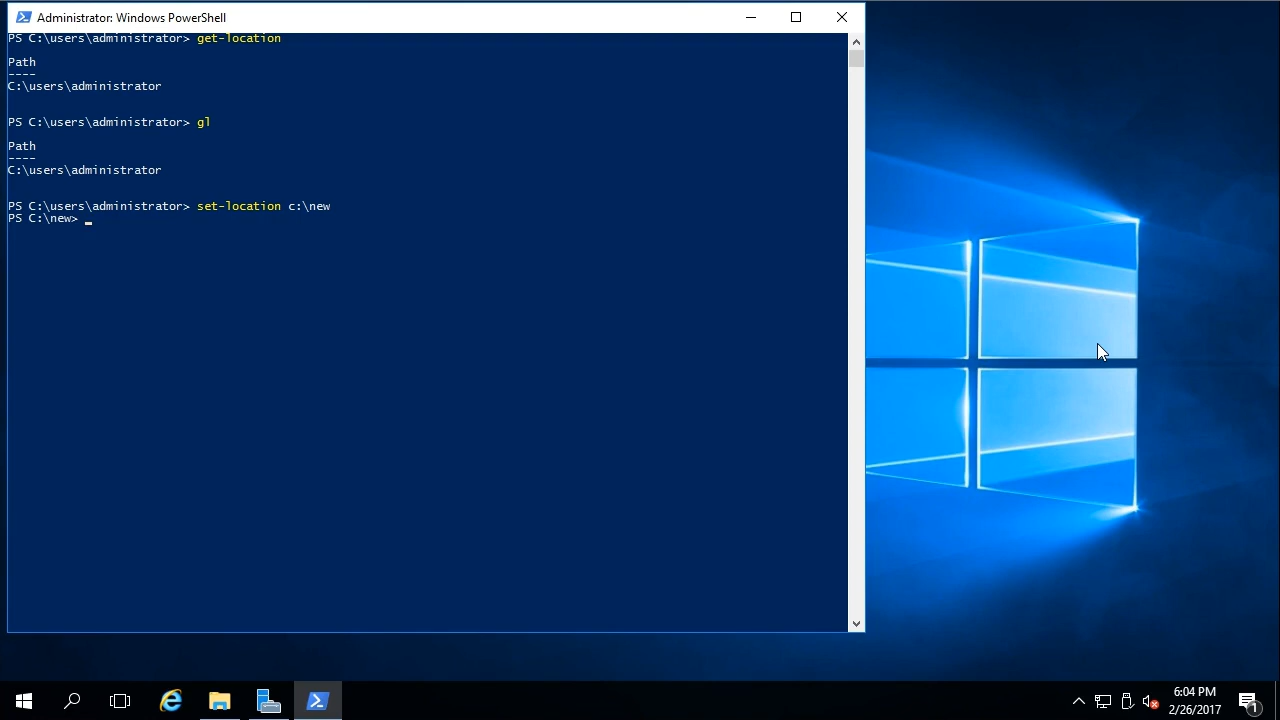 Administrator: Windows PowerShell
PS C:\users\administrator> get-location
Path
----
C:\users\administrator
PS C:\users\administrator> gl
Path
----
C:\users\administrator
PS C:\users\administrator> set-location c:\new
PS C:\new> _
6:04 PM
2/26/2017
1